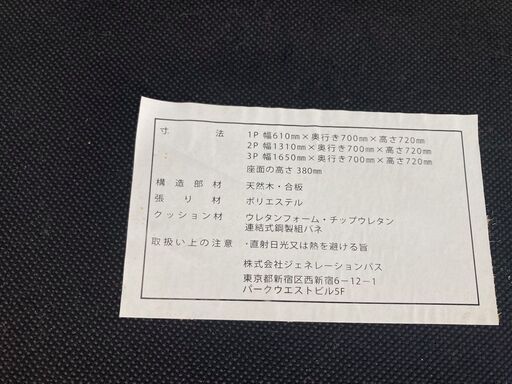 寸法 1P 幅610㎜×奥行き700㎜×高さ720㎜
2P 幅1310㎜×奥行き700㎜×高さ720㎜
3P 幅1650㎜×奥行き700㎜×高さ720㎜
座面の高さ 380㎜
構造部材 天然木・合板
張り材 ポリエステル
クッション材 ウレタンフォーム・チップウレタン
連結式鋼製組バネ
取扱い上の注意 ・直射日光又は熱を避ける旨
株式会社ジェネレーションパス
東京都新宿区西新宿6−12−1
パークウエストビル5F